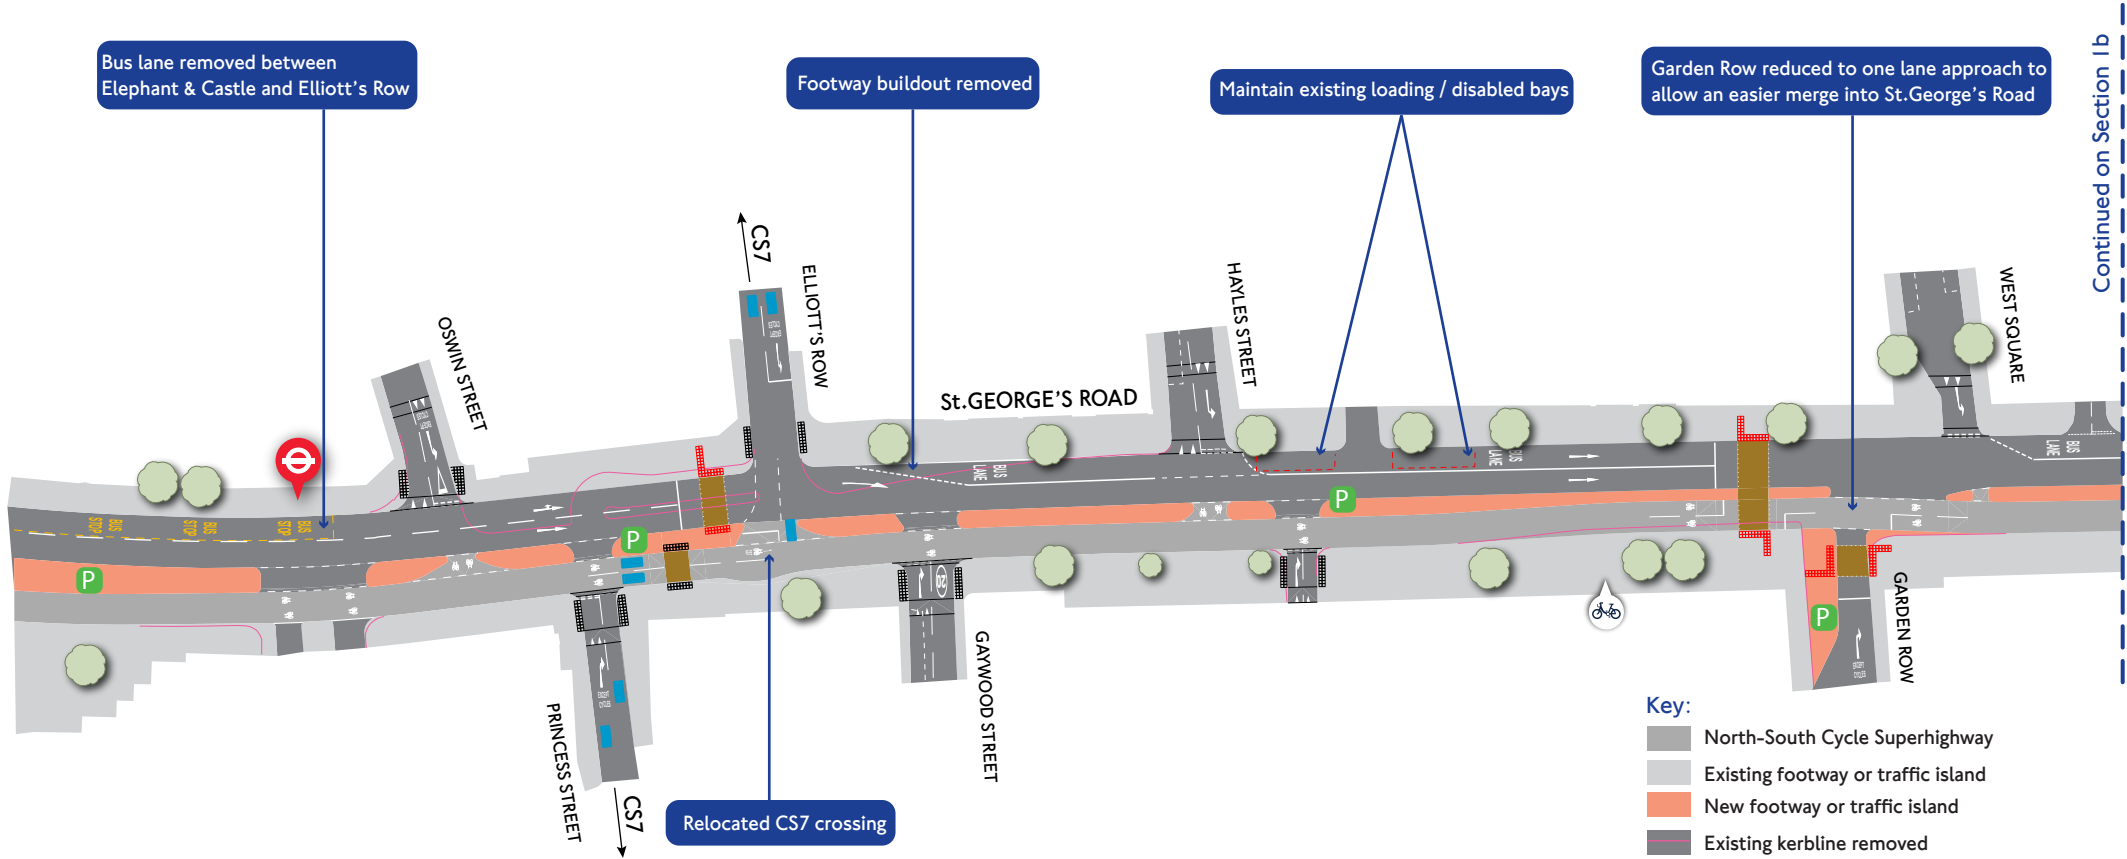 Bus lane removed between
Elephant & Castle and Elliott's Row
Footway buildout removed
Maintain existing loading / disabled bays
Garden Row reduced to one lane approach to
allow an easier merge into St.George's Road
Continued on Section 1b
CS7
ELLIOTT'S ROW
OSWIN STREET
HAYLES STREET
WEST SQUARE
St.GEORGE'S ROAD
BUS
LANE
BUS
LANE
BUS
LANE
BUS
STOP
BUS
STOP
BUS
STOP
P
P
P
P
20
PRINCESS STREET
CS7
GAYWOOD STREET
GARDEN ROW
Relocated CS7 crossing
Key:
North-South Cycle Superhighway
Existing footway or traffic island
New footway or traffic island
Existing kerbline removed